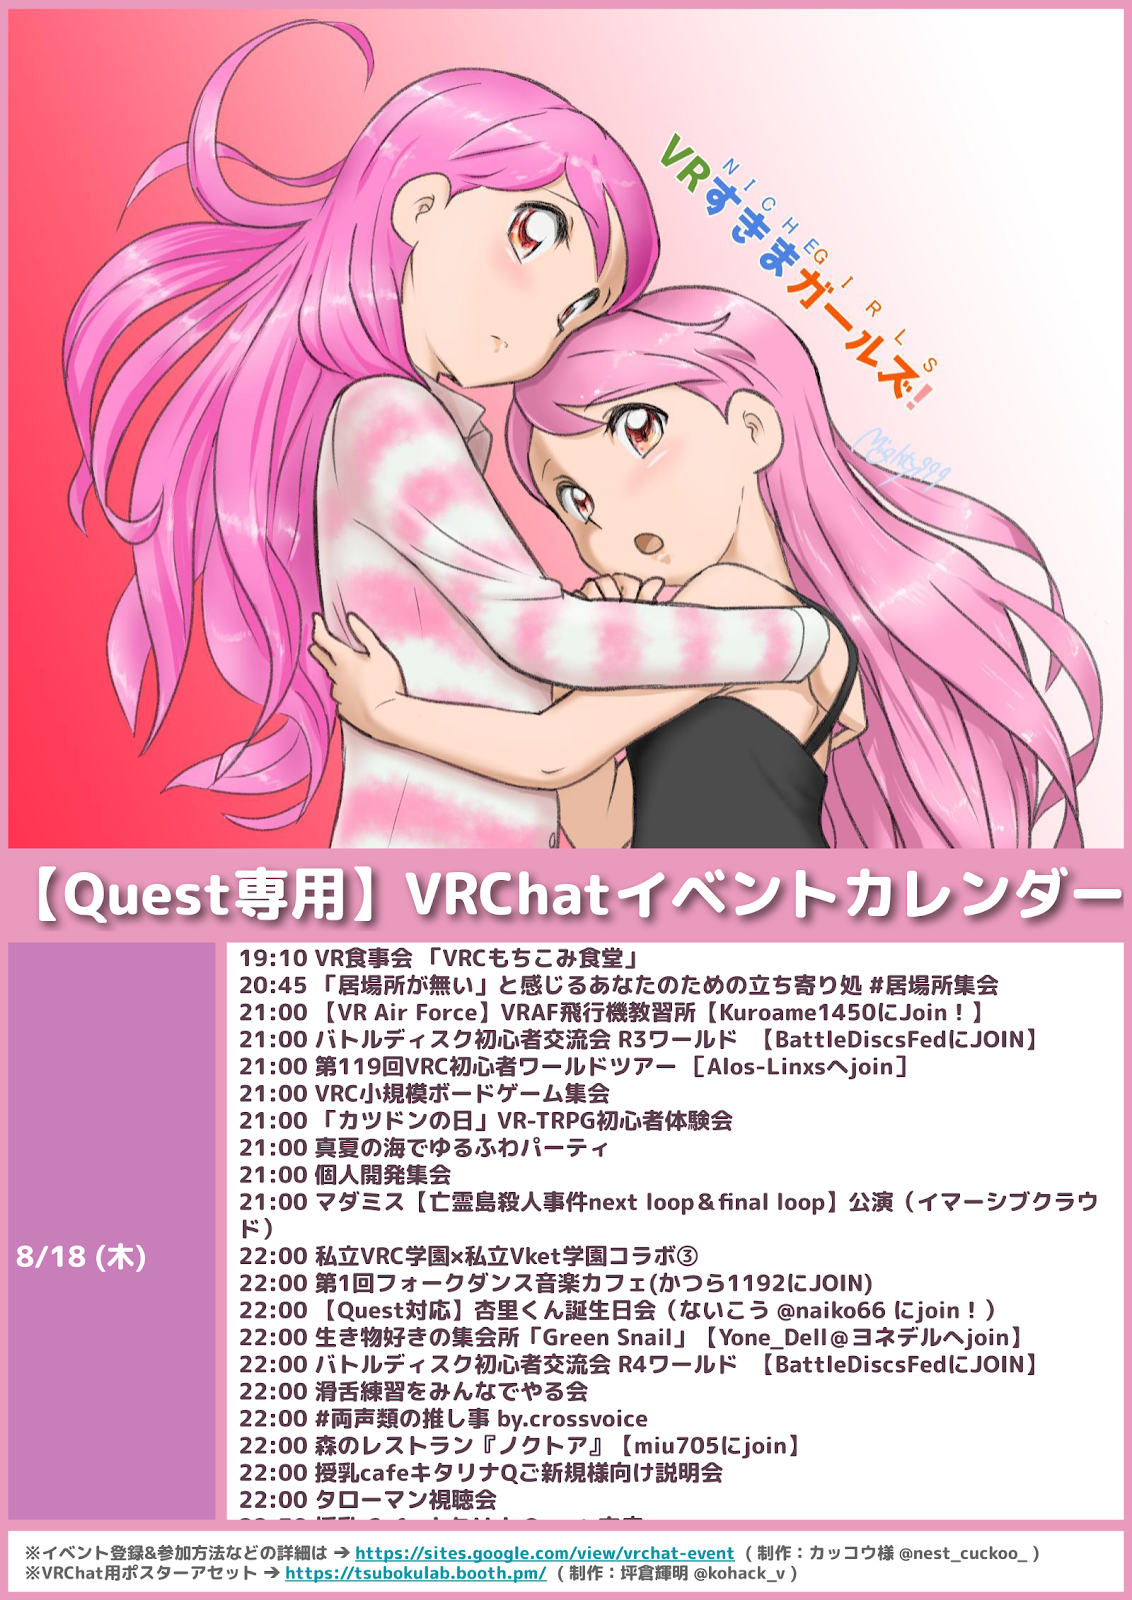 VRすきまガールズ!
NICHEGIRLS
Mighty999
【Quest専用】VRChatイベントカレンダー
8/18 (木)
19:10 VR食事会 「VRCもちこみ食堂」
20:45 「居場所が無い」と感じるあなたのための立ち寄り処 #居場所集会
21:00 【VR Air Force】VRAF飛行機教習所【Kuroame1450にJoin！】
21:00 バトルディスク初心者交流会 R3ワールド 【BattleDiscsFedにJOIN】
21:00 第119回VRC初心者ワールドツアー ［Alos-Linxsへjoin］
21:00 VRC小規模ボードゲーム集会
21:00 「カツドンの日」VR-TRPG初心者体験会
21:00 真夏の海でゆるふわパーティ
21:00 個人開発集会
21:00 マダミス【亡霊島殺人事件next loop＆final loop】公演（イマーシブクラウ
ド）
22:00 私立VRC学園×私立Vket学園コラボ③
22:00 第1回フォークダンス音楽カフェ(かつら1192にJOIN)
22:00 【Quest対応】杏里くん誕生日会（ないこう @naiko66 にjoin！）
22:00 生き物好きの集会所「Green Snail」【Yone_Dell＠ヨネデルへjoin】
22:00 バトルディスク初心者交流会 R4ワールド 【BattleDiscsFedにJOIN】
22:00 滑舌練習をみんなでやる会
22:00 #両声類の推し事 by.crossvoice
22:00 森のレストラン『ノクトア』【miu705にjoin】
22:00 授乳cafeキタリナQご新規様向け説明会
22:00 タローマン視聴会
※イベント登録&参加方法などの詳細は ➔ https://sites.google.com/view/vrchat-event ( 制作：カッコウ様 @nest_cuckoo_ )
※VRChat用ポスターアセット ➔ https://tsubokulab.booth.pm/ ( 制作：坪倉輝明 @kohack_v )